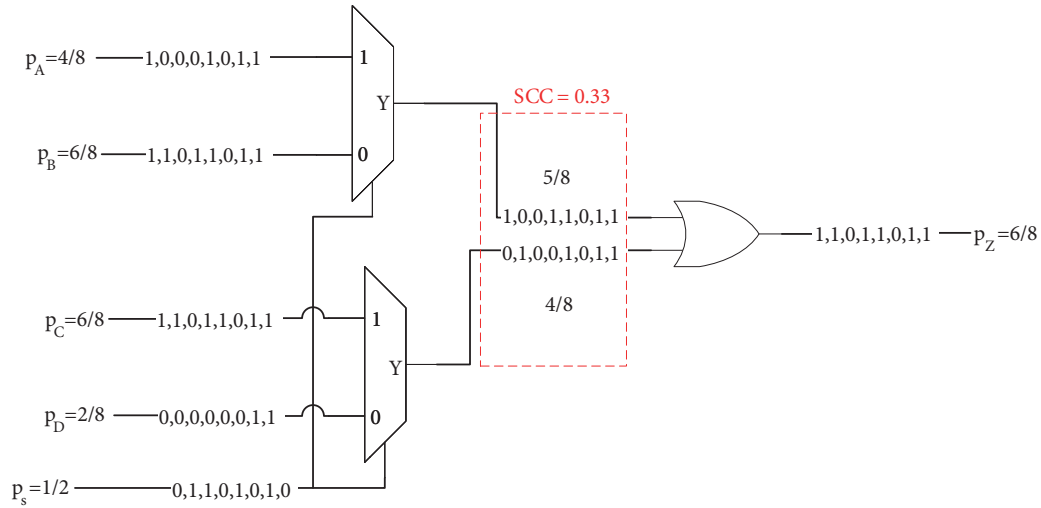 p_A=4/8 1,0,0,0,1,0,1,1 1
Y
p_B=6/8 1,1,0,1,1,0,1,1 0
SCC = 0.33
5/8
1,0,0,1,1,0,1,1
0,1,0,0,1,0,1,1
4/8
1,1,0,1,1,0,1,1 p_Z=6/8
p_C=6/8 1,1,0,1,1,0,1,1 1
Y
p_D=2/8 0,0,0,0,0,0,1,1 0
p_s=1/2 0,1,1,0,1,0,1,0